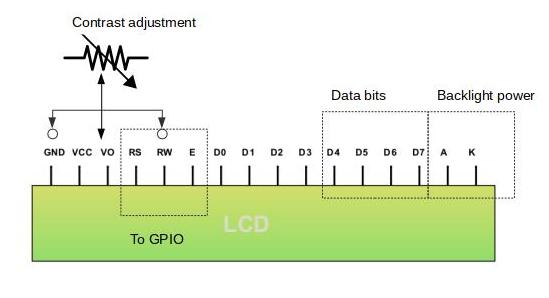 Contrast adjustment
Data bits
Backlight power
GND VCC VO RS RW E D0 D1 D2 D3 D4 D5 D6 D7 A K
LCD
To GPIO